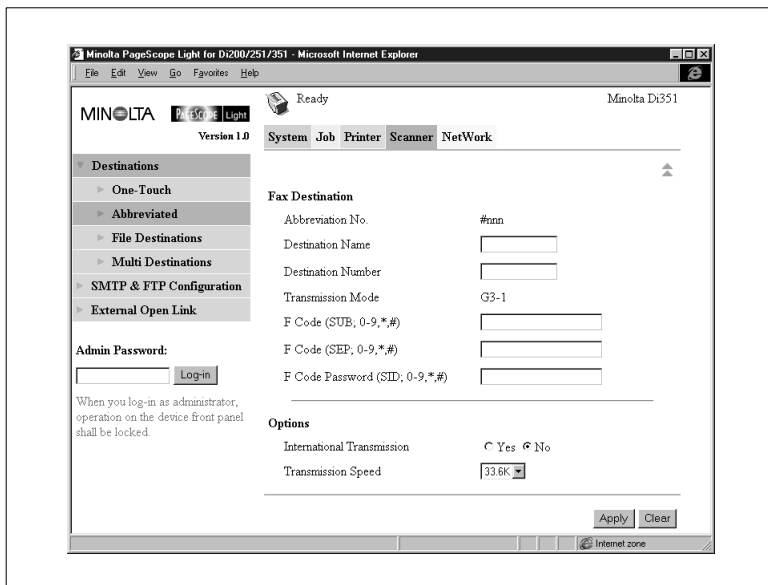 Minolta PageScope Light for Di200/251/351 - Microsoft Internet Explorer
File Edit View Go Favorites Help
MINOLTA PAGESCOPE Light
Version 1.0
Ready
Minolta Di351
System Job Printer Scanner NetWork
Destinations
One-Touch
Abbreviated
File Destinations
Multi Destinations
SMTP & FTP Configuration
External Open Link
Admin Password:
Log-in
When you log-in as administrator,
operation on the device front panel
shall be locked.
Fax Destination
Abbreviation No. #nnn
Destination Name
Destination Number
Transmission Mode G3-1
F Code (SUB; 0-9,*,#)
F Code (SEP; 0-9,*,#)
F Code Password (SID; 0-9,*,#)
Options
International Transmission Yes No
Transmission Speed 33.6K
Apply Clear
Internet zone